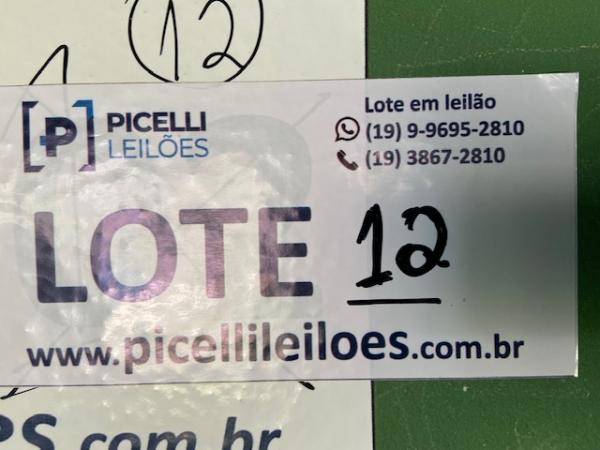 12
PICELLI
LEILÕES
Lote em leilão
(19) 9-9695-2810
(19) 3867-2810
LOTE 12
www.picellileiloes.com.br
.com.br